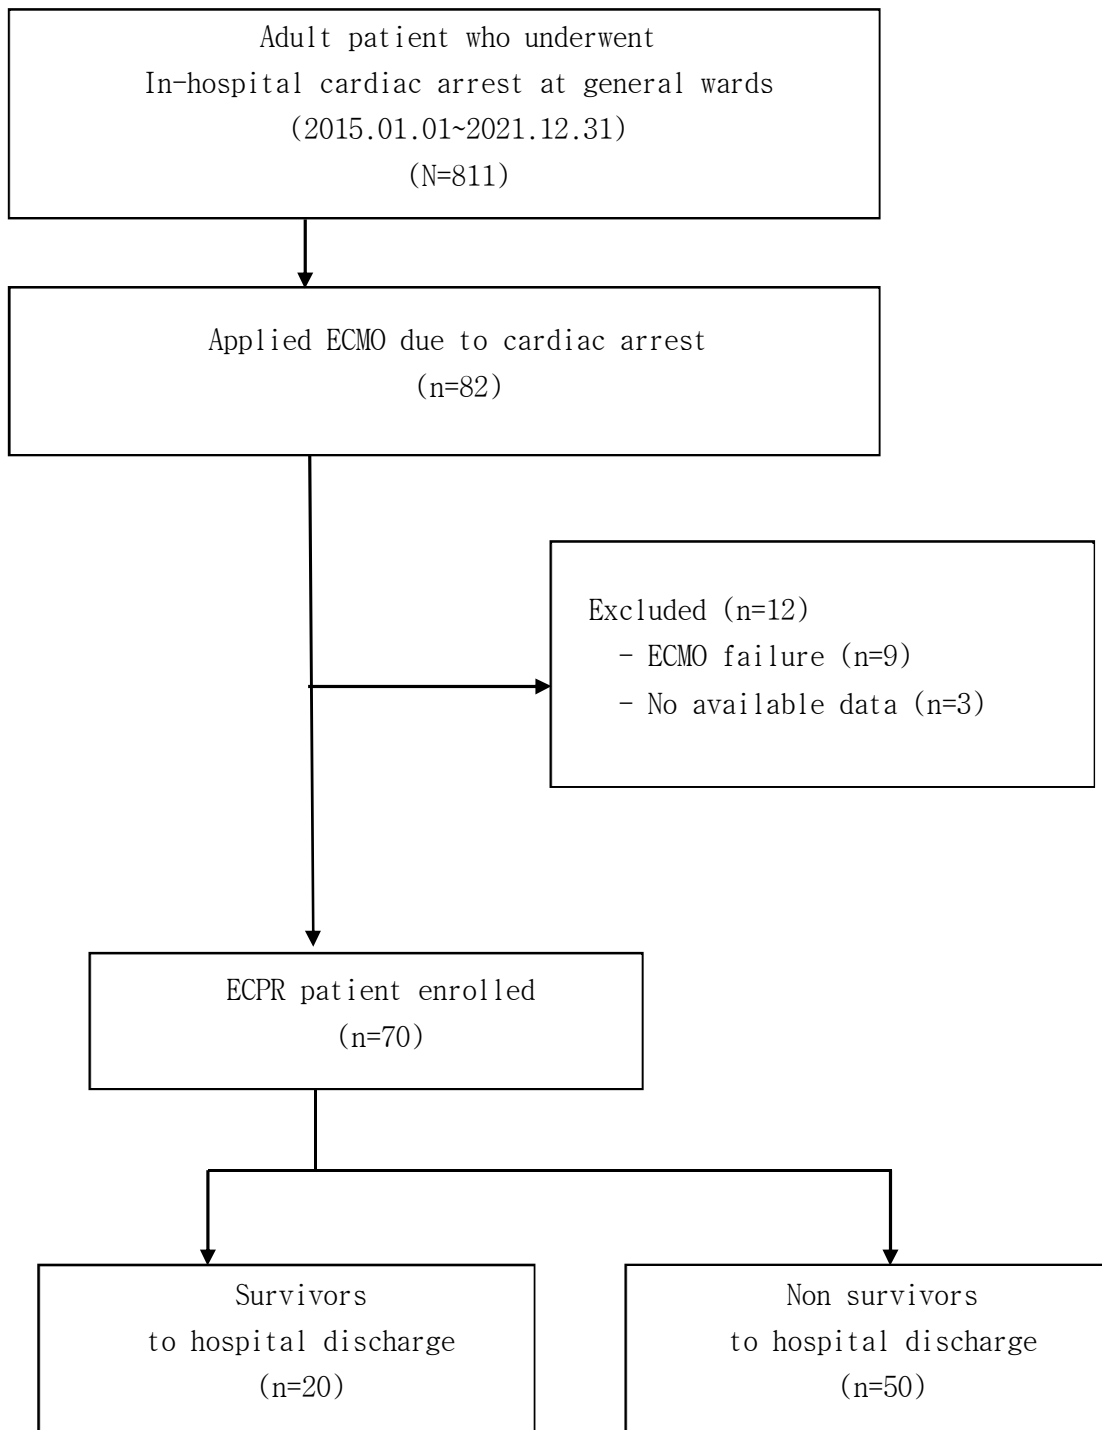 Adult patient who underwent
In-hospital cardiac arrest at general wards
(2015.01.01~2021.12.31)
(N=811)
Applied ECMO due to cardiac arrest
(n=82)
Excluded (n=12)
- ECMO failure (n=9)
- No available data (n=3)
ECPR patient enrolled
(n=70)
Survivors
to hospital discharge
(n=20)
Non survivors
to hospital discharge
(n=50)